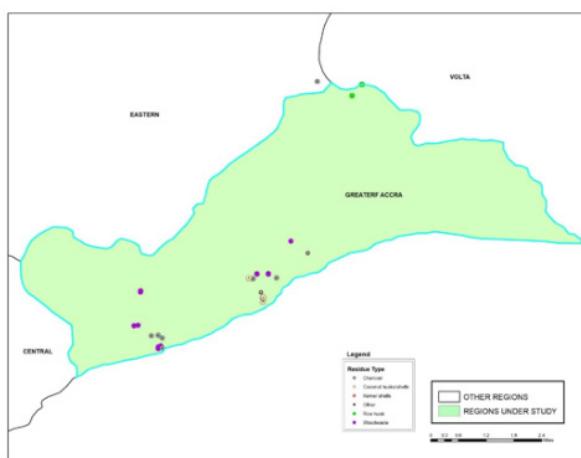 VOLTA
EASTERN
GREATERF ACCRA
CENTRAL
Legend
Residue Type
Charcoal
Coconut husks/shells
Kernel shells
Other
Rice husk
OTHER REGIONS
REGIONS UNDER STUDY
Miles